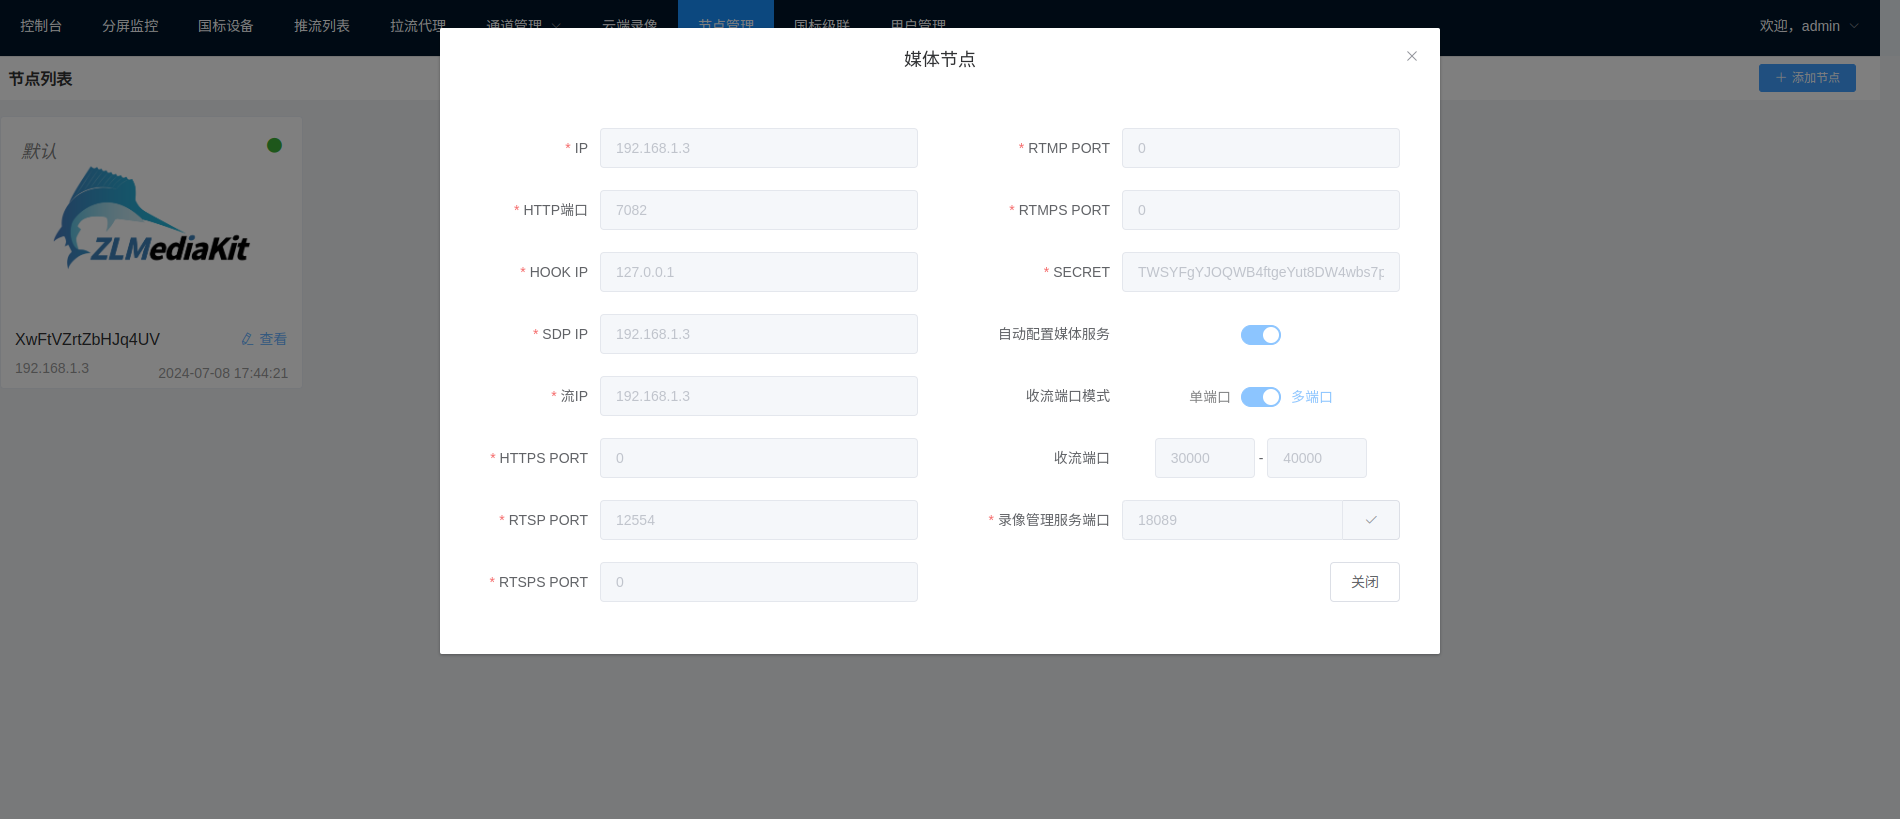 控制台 分屏监控 国标设备 推流列表 拉流代理 通道管理 云端录像 节点管理 国标级联 用户管理 欢迎，admin
节点列表
添加节点
默认
ZLMediaKit
XwFtVZrtZbHJq4UV 查看
192.168.1.3 2024-07-08 17:44:21
媒体节点
* IP 192.168.1.3
* HTTP端口 7082
* HOOK IP 127.0.0.1
* SDP IP 192.168.1.3
* 流IP 192.168.1.3
* HTTPS PORT 0
* RTSP PORT 12554
* RTSPS PORT 0
* RTMP PORT 0
* RTMPS PORT 0
* SECRET TWSYFgYJOQWB4ftgeYut8DW4wbs7p
自动配置媒体服务
收流端口模式 单端口 多端口
收流端口 30000 - 40000
* 录像管理服务端口 18089
关闭